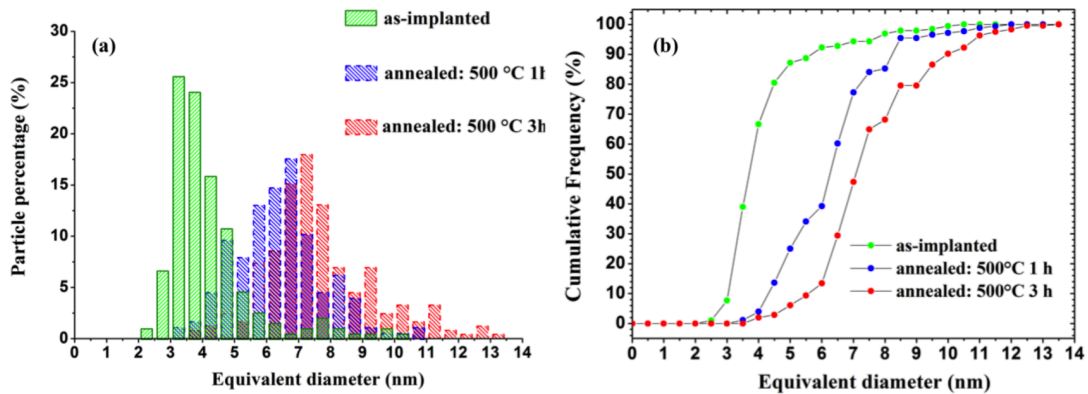 (a)
as-implanted
annealed: 500 °C 1h
annealed: 500 °C 3h
Particle percentage (%)
30
25
20
15
10
5
0
0 1 2 3 4 5 6 7 8 9 10 11 12 13 14
Equivalent diameter (nm)
(b)
Cumulative Frequency (%)
100
90
80
70
60
50
40
30
20
10
0
as-implanted
annealed: 500°C 1 h
annealed: 500°C 3 h
0 1 2 3 4 5 6 7 8 9 10 11 12 13 14
Equivalent diameter (nm)